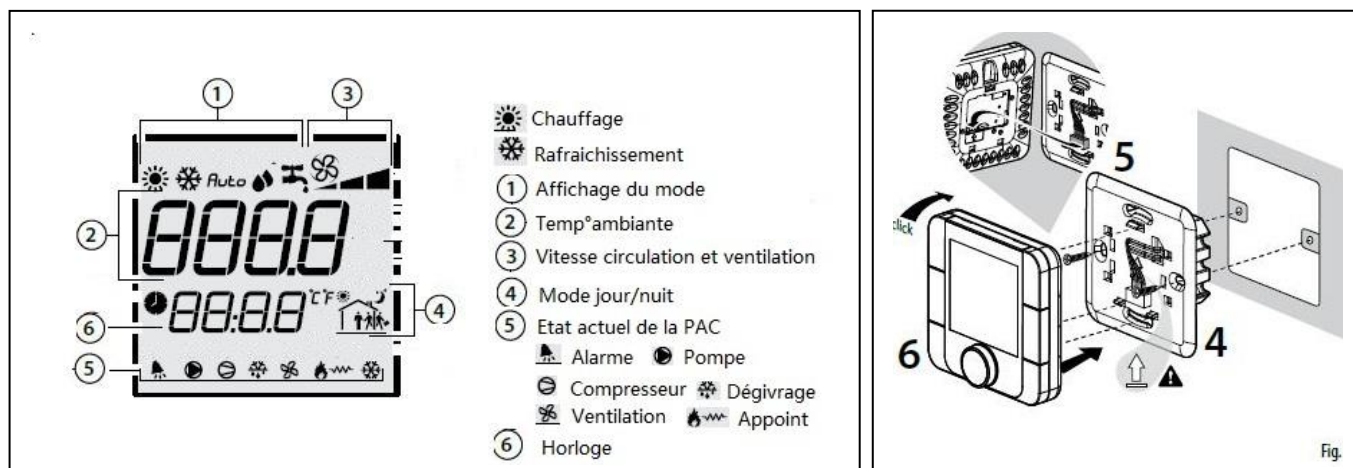 1
3
Auto
888.8
2
88:88
°C°F
6
4
5
Chauffage
Rafraichissement
1 Affichage du mode
2 Temp°ambiante
3 Vitesse circulation et ventilation
4 Mode jour/nuit
5 Etat actuel de la PAC
Alarme Pompe
Compresseur Dégivrage
Ventilation Appoint
6 Horloge
5
click
6
4
Fig.